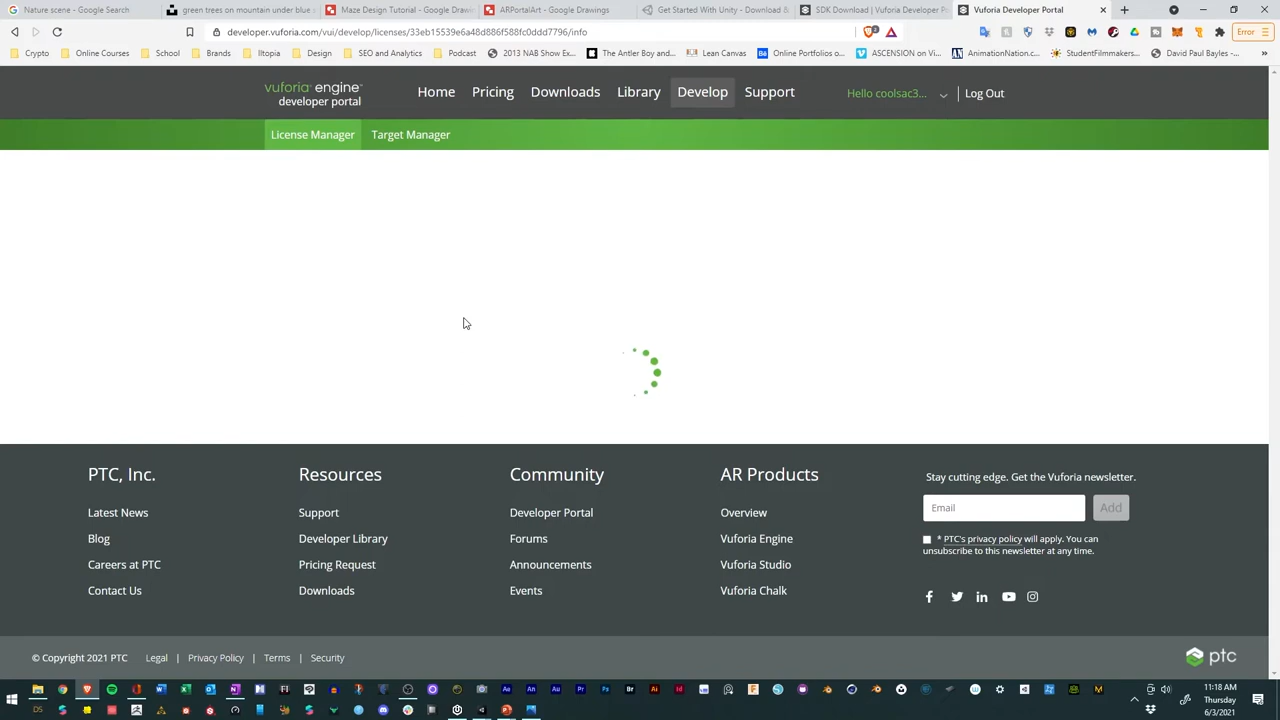 Nature scene - Google Search
green trees on mountain under blue s
Maze Design Tutorial - Google Drawin
ARPortalArt - Google Drawings
Get Started With Unity - Download &
SDK Download | Vuforia Developer Po
Vuforia Developer Portal
developer.vuforia.com/vui/develop/licenses/33eb15539e6a48d886f588fc0ddd7795/info
Error
Crypto
Online Courses
School
Brands
IItopia
Design
SEO and Analytics
Podcast
2013 NAB Student Ex...
The Antler Boy and...
Lean Canvas
Online Portfolios o...
ASCENSION on Vi...
AnimationNation.c...
StudentFilmmakers...
David Paul Bayles -...
»
vuforia engine
developer portal
Home
Pricing
Downloads
Library
Develop
Support
Hello coolsac3...
Log Out
License Manager
Target Manager
PTC, Inc.
Latest News
Blog
Careers at PTC
Contact Us
Resources
Support
Developer Library
Pricing Request
Downloads
Community
Developer Portal
Forums
Announcements
Events
AR Products
Overview
Vuforia Engine
Vuforia Studio
Vuforia Chalk
Stay cutting edge. Get the Vuforia newsletter.
Email
Add
* PTC's privacy policy will apply. You can
unsubscribe to this newsletter at any time.
© Copyright 2021 PTC
Legal | Privacy Policy | Terms | Security
ptc
11:18 AM
Thursday
6/3/2021